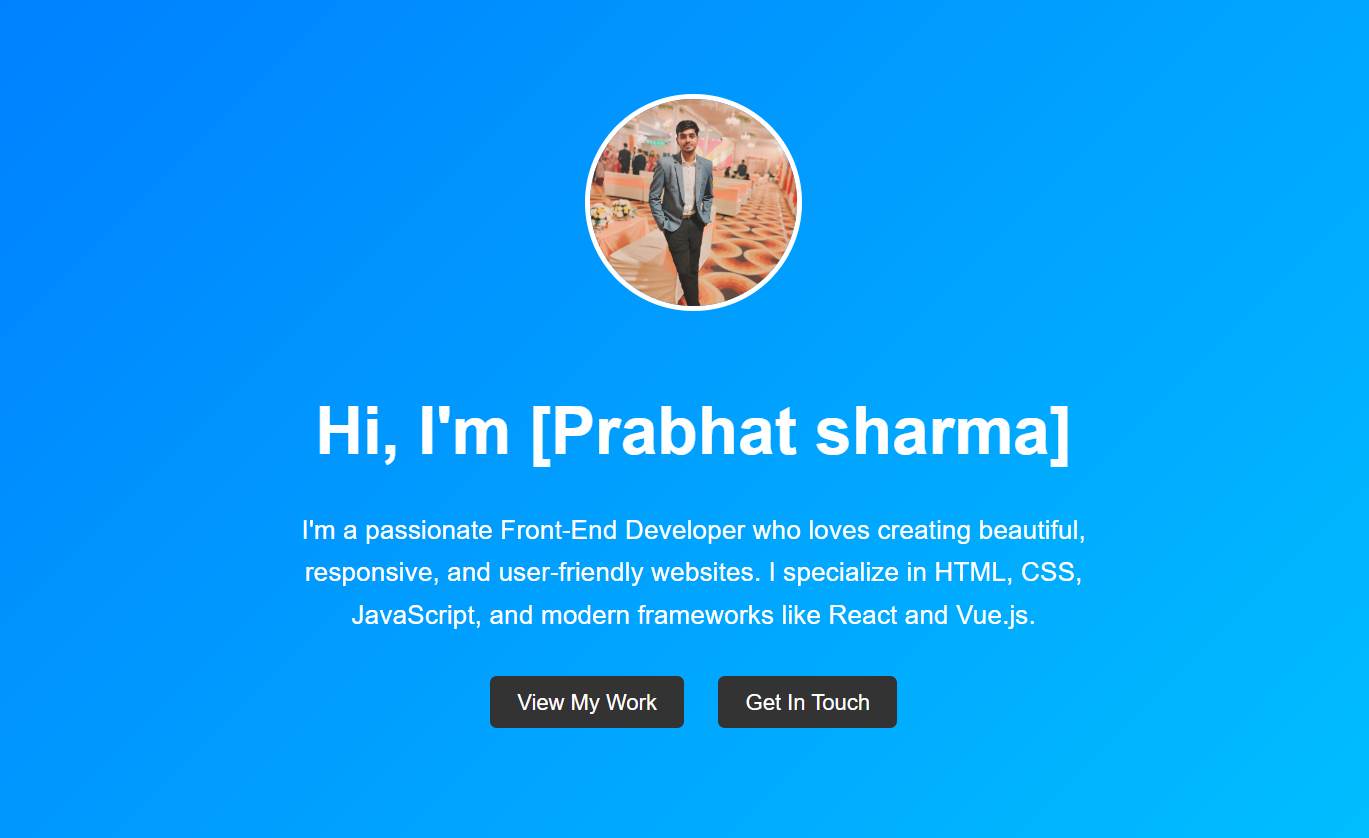 Hi, I'm [Prabhat sharma]
I'm a passionate Front-End Developer who loves creating beautiful,
responsive, and user-friendly websites. I specialize in HTML, CSS,
JavaScript, and modern frameworks like React and Vue.js.
View My Work
Get In Touch